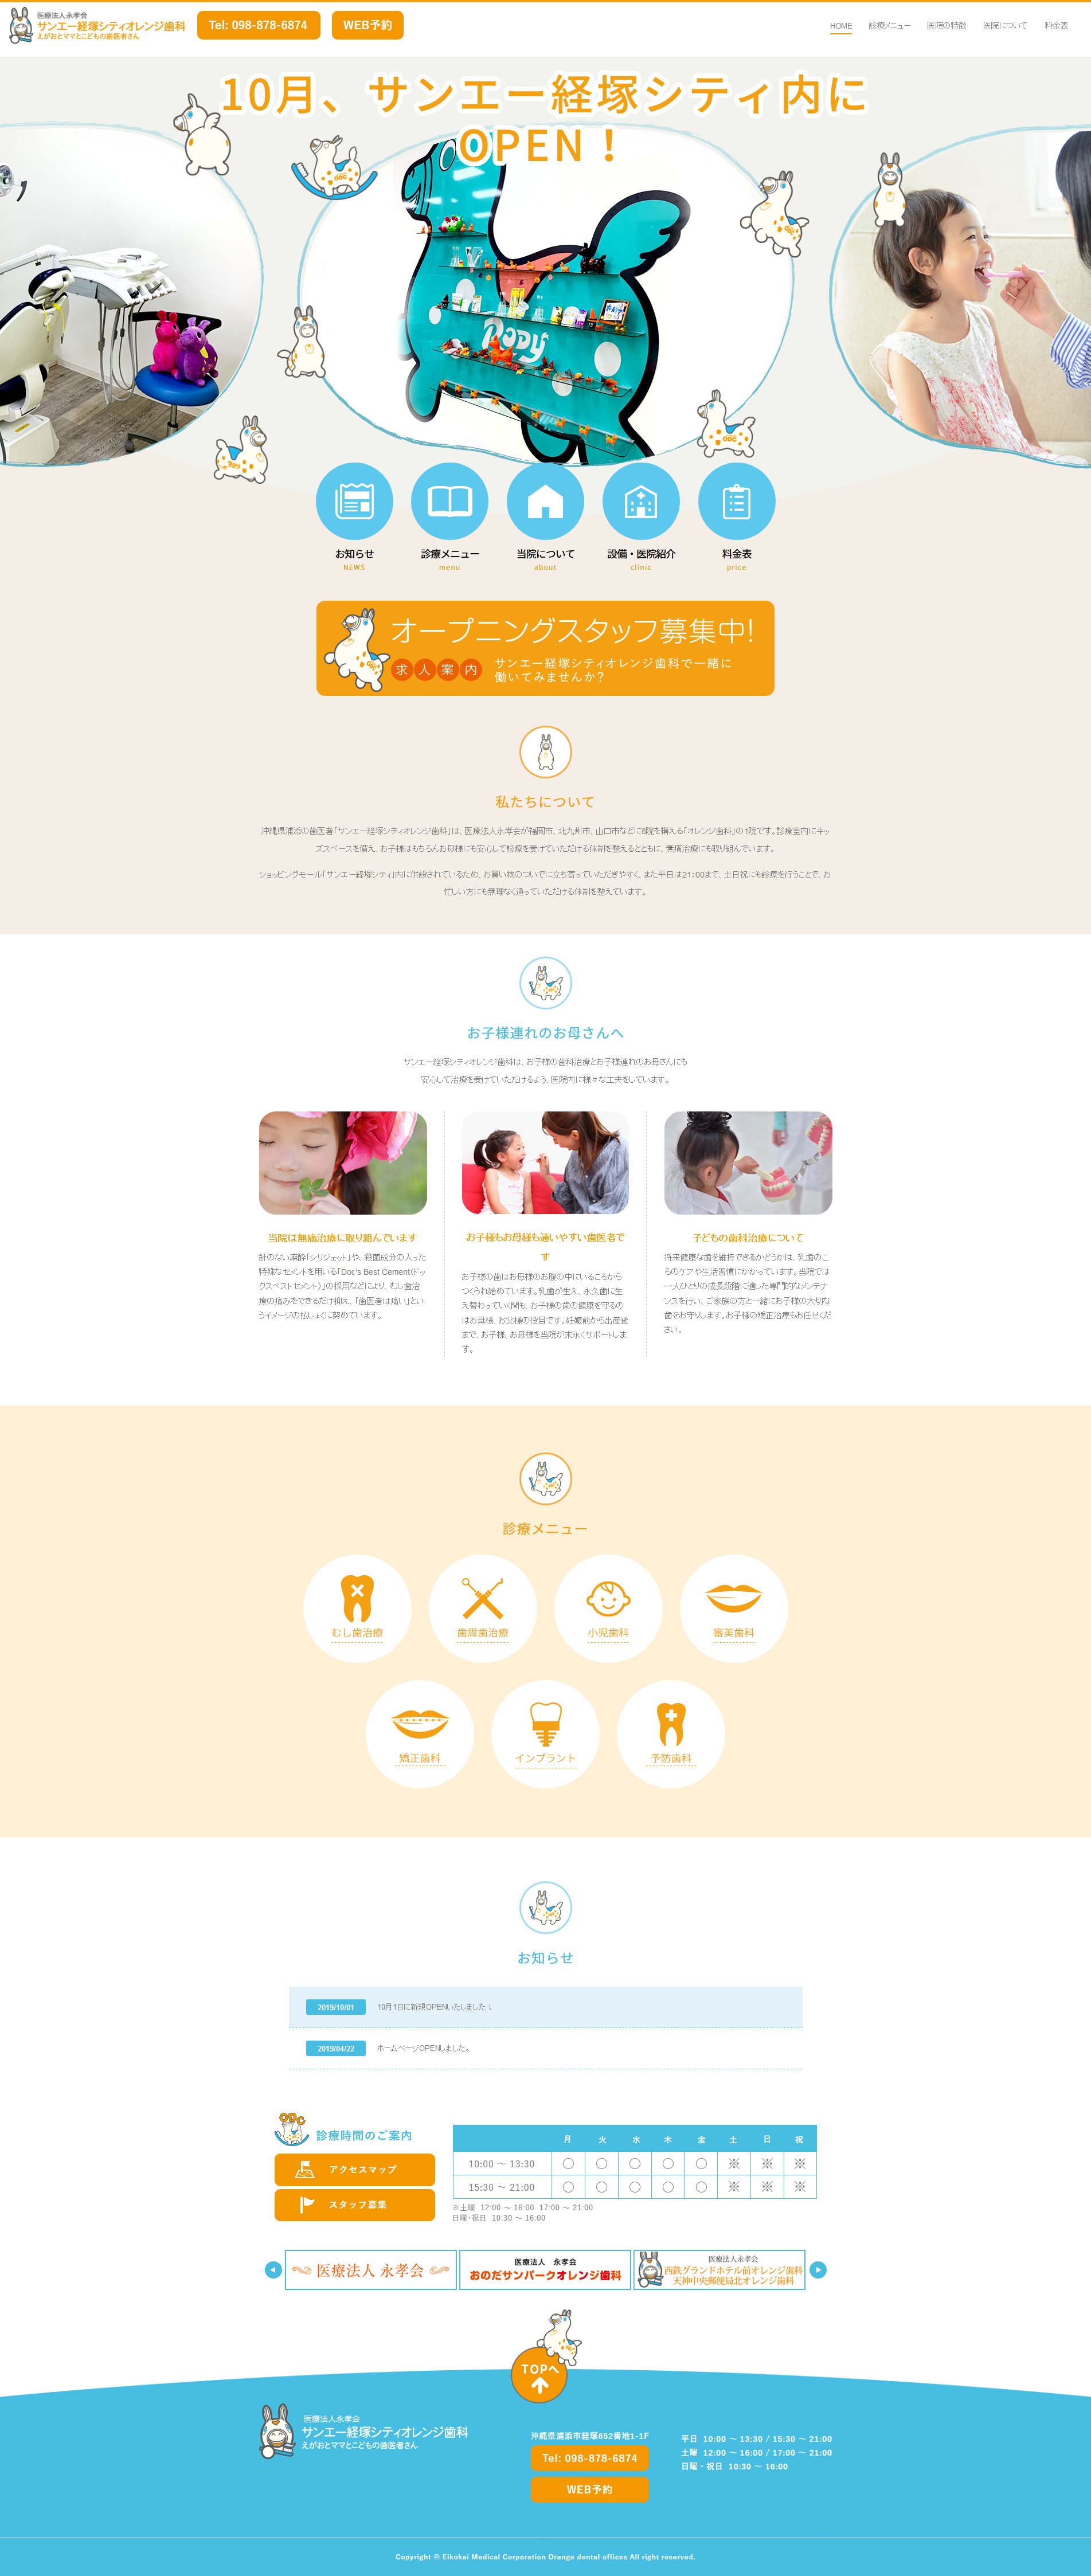 医療法人永孝会
サンエー経塚シティオレンジ歯科
えがおとママとこどもの歯医者さん
Tel: 098-878-6874
WEB予約
HOME
診療メニュー
医院の特徴
医院について
料金表
10月、サンエー経塚シティ内に
OPEN！
Rody
お知らせ
NEWS
診療メニュー
menu
当院について
about
設備・医院紹介
clinic
料金表
price
オープニングスタッフ募集中!
求人案内
サンエー経塚シティオレンジ歯科で一緒に
働いてみませんか？
私たちについて
沖縄県浦添の歯医者「サンエー経塚シティオレンジ歯科」は、医療法人永孝会が福岡市、北九州市、山口市などに8院を構える「オレンジ歯科」の1院です。診療室内にキッ
ズスペースを備え、お子様はもちろんお母様にも安心して診療を受けていただける体制を整えるとともに、無痛治療にも取り組んでいます。
ショッピングモール「サンエー経塚シティ」内に併設されているため、お買い物のついでに立ち寄っていただきやすく、また平日は21：00まで、土日祝にも診療を行うことで、お
忙しい方にも無理なく通っていただける体制を整えています。
お子様連れのお母さんへ
サンエー経塚シティオレンジ歯科は、お子様の歯科治療とお子様連れのお母さんにも
安心して治療を受けていただけるよう、医院内に様々な工夫をしています。
当院は無痛治療に取り組んでいます
針のない麻酔「シリジェット」や、殺菌成分の入った
特殊なセメントを用いる「Doc's Best Cement（ドッ
クスベストセメント）」の採用などにより、むし歯治
療の痛みをできるだけ抑え、「歯医者は痛い」とい
うイメージの払しょくに努めています。
お子様もお母様も通いやすい歯医者で
す
お子様の歯はお母様のお腹の中にいるころから
つくられ始めています。乳歯が生え、永久歯に生
え替わっていく間も、お子様の歯の健康を守るの
はお母様、お父様の役目です。妊娠前から出産後
まで、お子様、お母様を当院が末永くサポートしま
す。
子どもの歯科治療について
将来健康な歯を維持できるかどうかは、乳歯のこ
ろのケアや生活習慣にかかっています。当院では
一人ひとりの成長段階に適した専門的なメンテナ
ンスを行い、ご家族の方と一緒にお子様の大切な
歯をお守りします。お子様の矯正治療もお任せくだ
さい。
診療メニュー
むし歯治療
歯周歯治療
小児歯科
審美歯科
矯正歯科
インプラント
予防歯科
お知らせ
2019/10/01
10月1日に新規OPENいたしました！
2019/04/22
ホームページOPENしました。
ODC
診療時間のご案内
アクセスマップ
スタッフ募集
月 火 水 木 金 土 日 祝
10:00 〜 13:30 ◯ ◯ ◯ ◯ ◯ ※ ※ ※
15:30 〜 21:00 ◯ ◯ ◯ ◯ ◯ ※ ※ ※
※土曜 12:00 〜 16:00 17:00 〜 21:00
日曜・祝日 10:30 〜 16:00
医療法人 永孝会
医療法人 永孝会
おのだサンパークオレンジ歯科
医療法人永孝会
西鉄グランドホテル前オレンジ歯科
天神中央郵便局北オレンジ歯科
TOPへ
医療法人永孝会
サンエー経塚シティオレンジ歯科
えがおとママとこどもの歯医者さん
沖縄県浦添市経塚652番地1-1F
Tel: 098-878-6874
WEB予約
平日 10:00 〜 13:30 / 15:30 〜 21:00
土曜 12:00 〜 16:00 / 17:00 〜 21:00
日曜・祝日 10:30 〜 16:00
Copyright © Eikokai Medical Corporation Orange dental offices All right reserved.